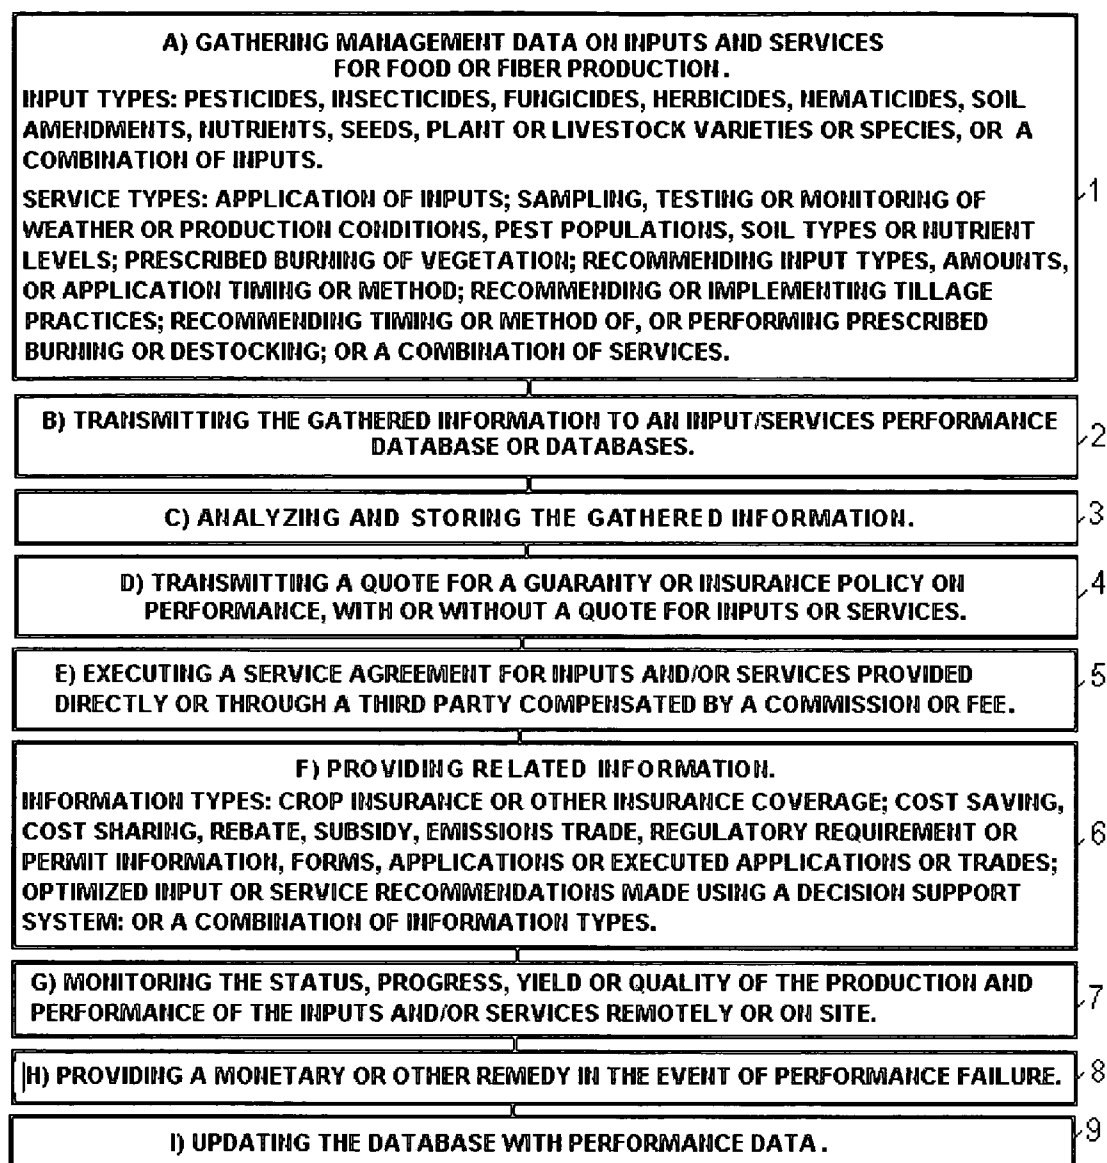 A) GATHERING MANAGEMENT DATA ON INPUTS AND SERVICES
FOR FOOD OR FIBER PRODUCTION.
INPUT TYPES: PESTICIDES, INSECTICIDES, FUNGICIDES, HERBICIDES, NEMATICIDES, SOIL
AMENDMENTS, NUTRIENTS, SEEDS, PLANT OR LIVESTOCK VARIETIES OR SPECIES, OR A
COMBINATION OF INPUTS.
SERVICE TYPES: APPLICATION OF INPUTS; SAMPLING, TESTING OR MONITORING OF
WEATHER OR PRODUCTION CONDITIONS, PEST POPULATIONS, SOIL TYPES OR NUTRIENT
LEVELS; PRESCRIBED BURNING OF VEGETATION; RECOMMENDING INPUT TYPES, AMOUNTS,
OR APPLICATION TIMING OR METHOD; RECOMMENDING OR IMPLEMENTING TILLAGE
PRACTICES; RECOMMENDING TIMING OR METHOD OF, OR PERFORMING PRESCRIBED
BURNING OR DESTOCKING; OR A COMBINATION OF SERVICES.
1
B) TRANSMITTING THE GATHERED INFORMATION TO AN INPUT/SERVICES PERFORMANCE
DATABASE OR DATABASES.
2
C) ANALYZING AND STORING THE GATHERED INFORMATION.
3
D) TRANSMITTING A QUOTE FOR A GUARANTY OR INSURANCE POLICY ON
PERFORMANCE, WITH OR WITHOUT A QUOTE FOR INPUTS OR SERVICES.
4
E) EXECUTING A SERVICE AGREEMENT FOR INPUTS AND/OR SERVICES PROVIDED
DIRECTLY OR THROUGH A THIRD PARTY COMPENSATED BY A COMMISSION OR FEE.
5
F) PROVIDING RELATED INFORMATION.
INFORMATION TYPES: CROP INSURANCE OR OTHER INSURANCE COVERAGE; COST SAVING,
COST SHARING, REBATE, SUBSIDY, EMISSIONS TRADE, REGULATORY REQUIREMENT OR
PERMIT INFORMATION, FORMS, APPLICATIONS OR EXECUTED APPLICATIONS OR TRADES;
OPTIMIZED INPUT OR SERVICE RECOMMENDATIONS MADE USING A DECISION SUPPORT
SYSTEM: OR A COMBINATION OF INFORMATION TYPES.
6
G) MONITORING THE STATUS, PROGRESS, YIELD OR QUALITY OF THE PRODUCTION AND
PERFORMANCE OF THE INPUTS AND/OR SERVICES REMOTELY OR ON SITE.
7
H) PROVIDING A MONETARY OR OTHER REMEDY IN THE EVENT OF PERFORMANCE FAILURE.
8
I) UPDATING THE DATABASE WITH PERFORMANCE DATA.
9